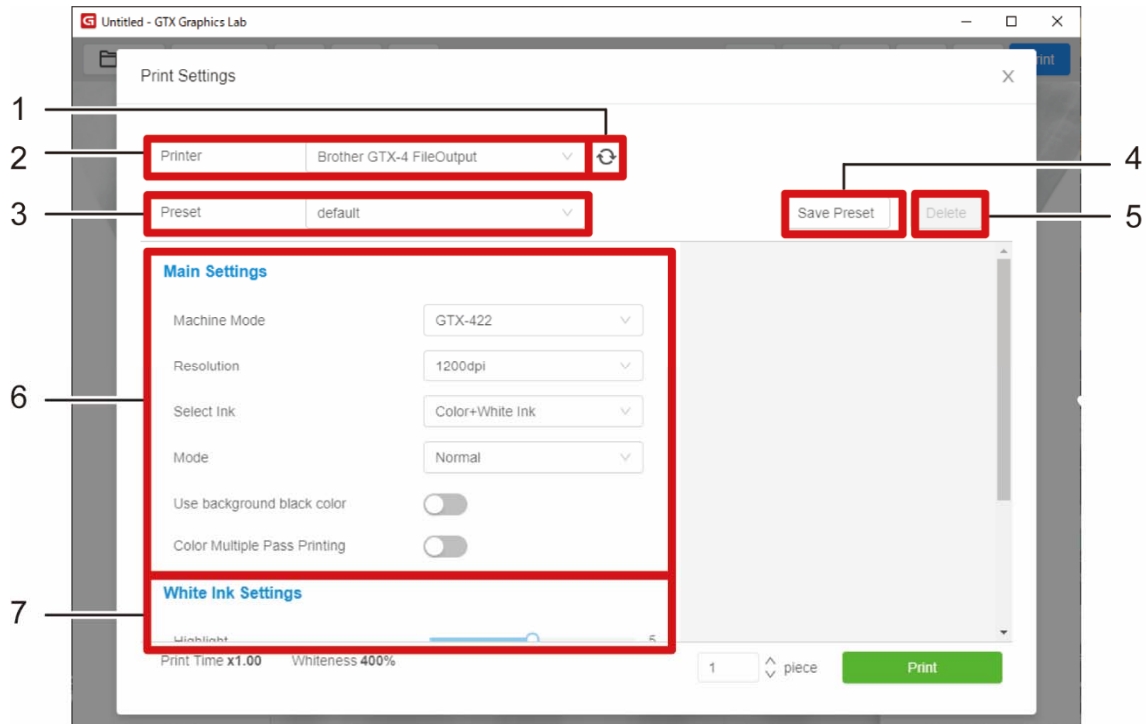 G Untitled - GTX Graphics Lab
Print
Print Settings
1
2 Printer Brother GTX-4 FileOutput
4
3 Preset default Save Preset Delete 5
Main Settings
Machine Mode GTX-422
Resolution 1200dpi
6 Select Ink Color+White Ink
Mode Normal
Use background black color
Color Multiple Pass Printing
7 White Ink Settings
Highlight 5
Print Time x1.00 Whiteness 400% 1 piece Print